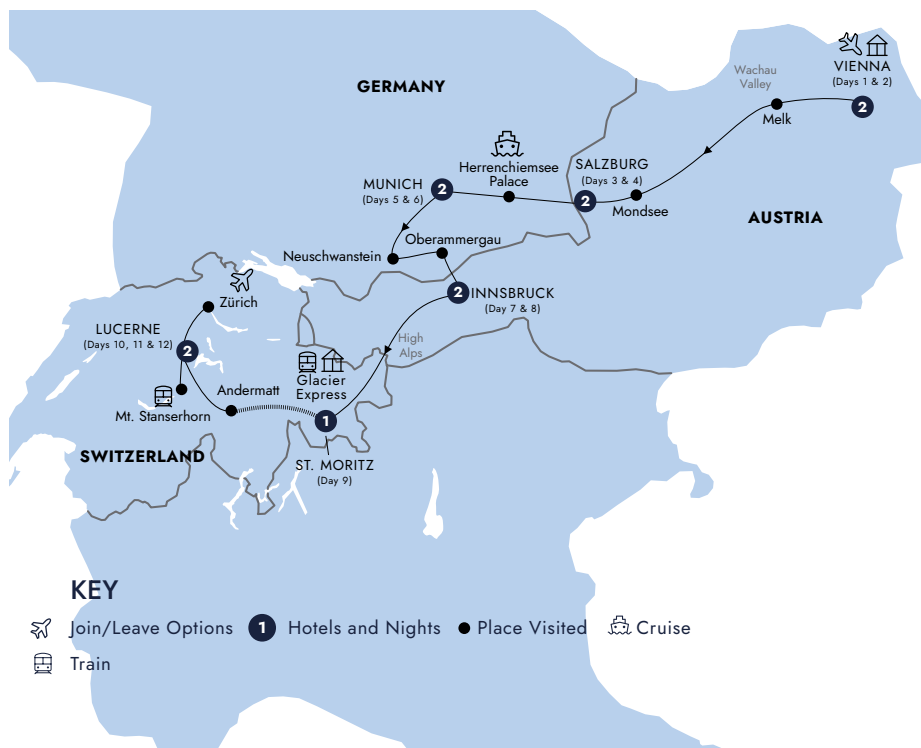 GERMANY
Wachau
Valley
VIENNA
(Days 1 & 2)
2
Melk
Herrenchiemsee
Palace
SALZBURG
(Days 3 & 4)
2
Mondsee
MUNICH
(Days 5 & 6)
2
AUSTRIA
Oberammergau
Neuschwanstein
2
INNSBRUCK
(Day 7 & 8)
Zürich
LUCERNE
(Days 10, 11 & 12)
2
High
Alps
Glacier
Express
Andermatt
Mt. Stanserhorn
1
SWITZERLAND
ST. MORITZ
(Day 9)
KEY
Join/Leave Options
1
Hotels and Nights
Place Visited
Cruise
Train